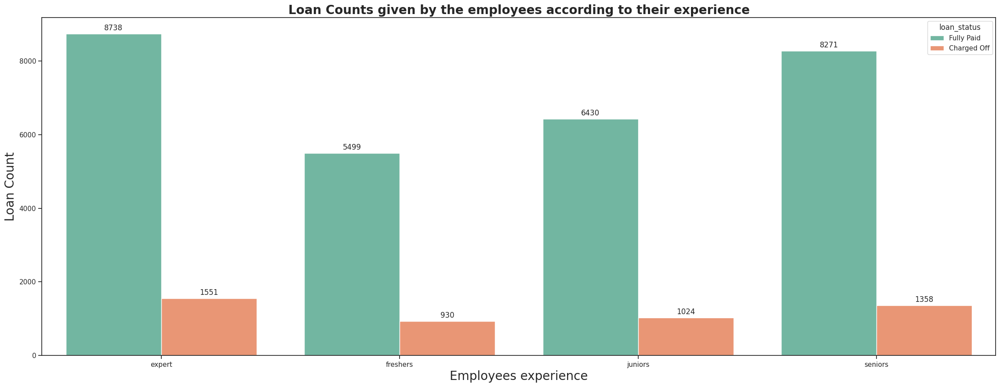 Loan Counts given by the employees according to their experience
loan_status
Fully Paid
Charged Off
Loan Count
8000
6000
4000
2000
0
8738
1551
5499
930
6430
1024
8271
1358
expert
freshers
juniors
seniors
Employees experience